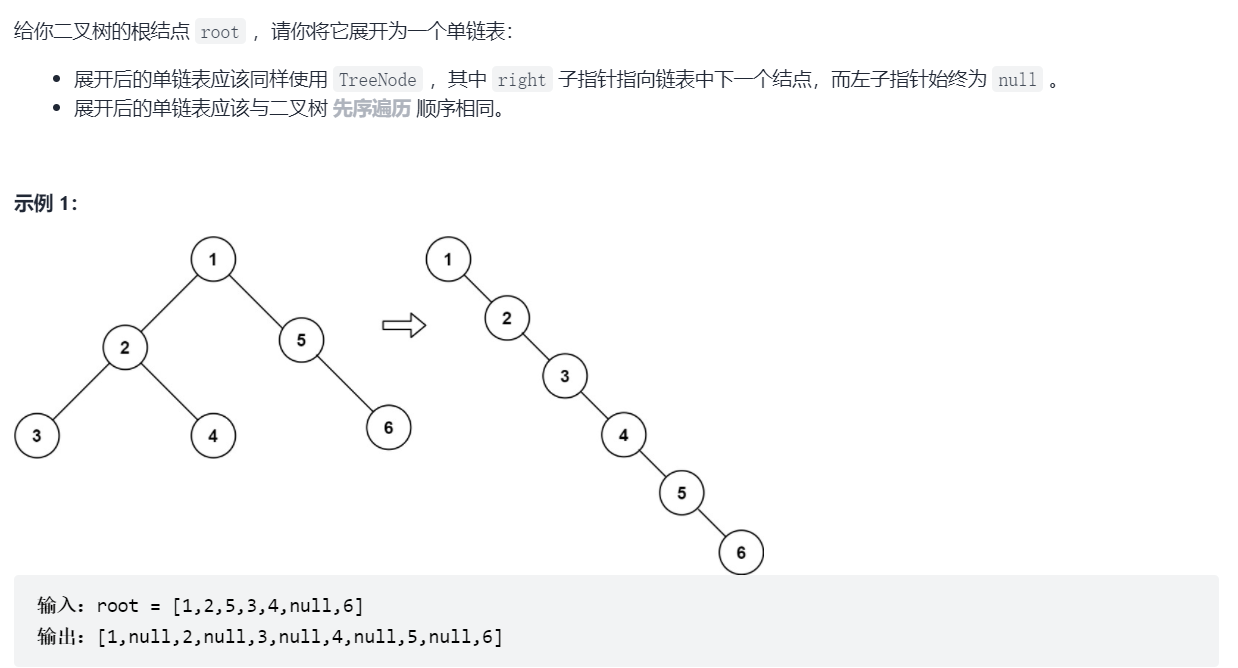 给你二叉树的根结点 root ，请你将它展开为一个单链表：
• 展开后的单链表应该同样使用 TreeNode ，其中 right 子指针指向链表中下一个结点，而左子指针始终为 null 。
• 展开后的单链表应该与二叉树 先序遍历 顺序相同。
示例 1：
1
2 5
3 4 6
1
2
3
4
5
6
输入：root = [1,2,5,3,4,null,6]
输出：[1,null,2,null,3,null,4,null,5,null,6]